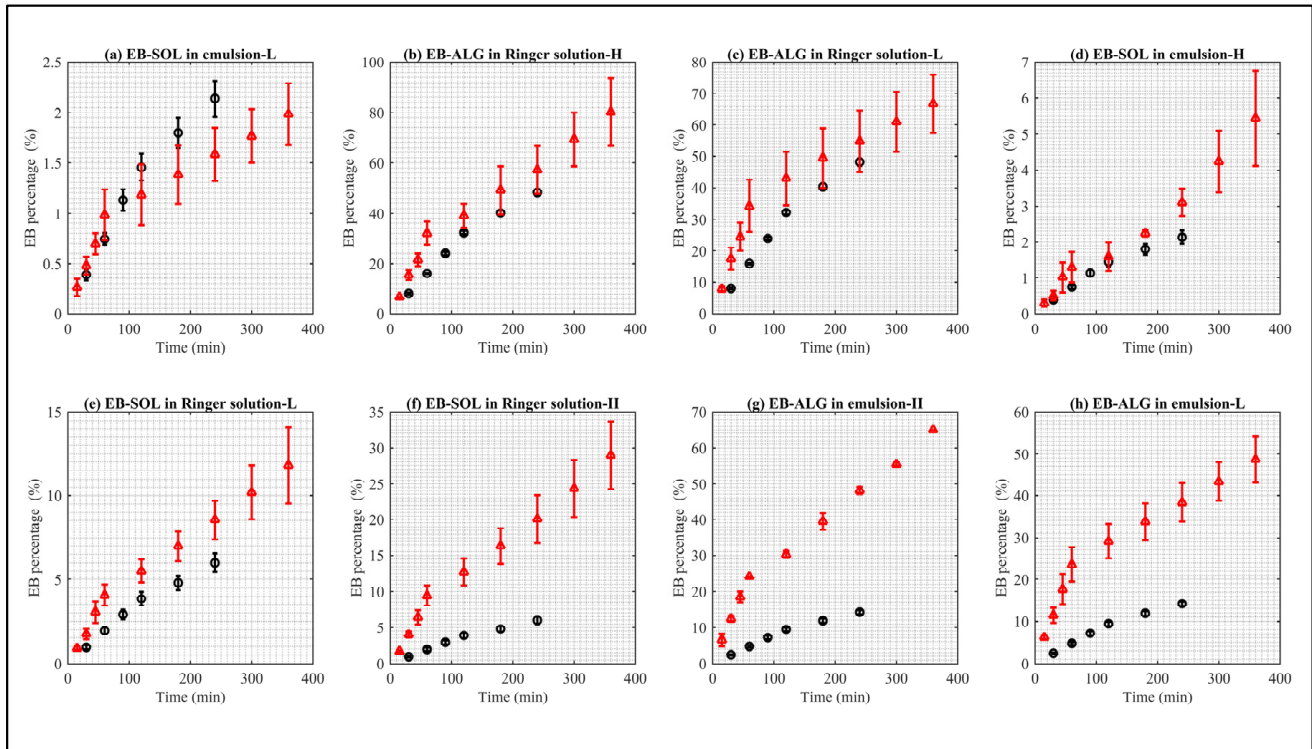 (a) EB-SOL in emulsion-L
(b) EB-ALG in Ringer solution-H
(c) EB-ALG in Ringer solution-L
(d) EB-SOL in emulsion-H
EB percentage (%)
2.5
2
1.5
1
0.5
0
0 100 200 300 400
Time (min)
EB percentage (%)
100
80
60
40
20
0
0 100 200 300 400
Time (min)
EB percentage (%)
80
70
60
50
40
30
20
10
0
0 100 200 300 400
Time (min)
EB percentage (%)
7
6
5
4
3
2
1
0
0 100 200 300 400
Time (min)
(e) EB-SOL in Ringer solution-L
(f) EB-SOL in Ringer solution-II
(g) EB-ALG in emulsion-II
(h) EB-ALG in emulsion-L
EB percentage (%)
15
10
5
0
0 100 200 300 400
Time (min)
EB percentage (%)
35
30
25
20
15
10
5
0
0 100 200 300 400
Time (min)
EB percentage (%)
70
60
50
40
30
20
10
0
0 100 200 300 400
Time (min)
EB percentage (%)
60
50
40
30
20
10
0
0 100 200 300 400
Time (min)